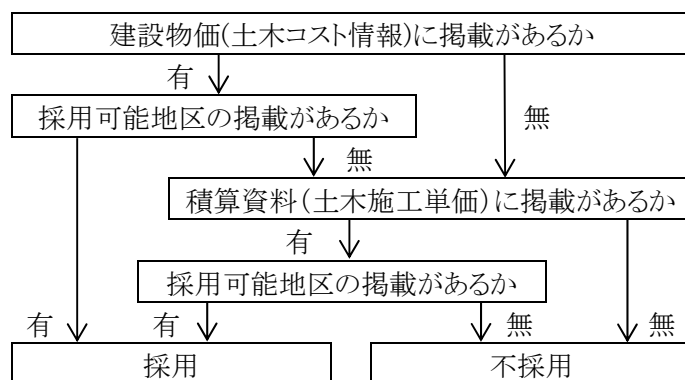 建設物価(土木コスト情報)に掲載があるか
有
採用可能地区の掲載があるか
無
無
積算資料(土木施工単価)に掲載があるか
有
採用可能地区の掲載があるか
有
有
無
無
採用
不採用